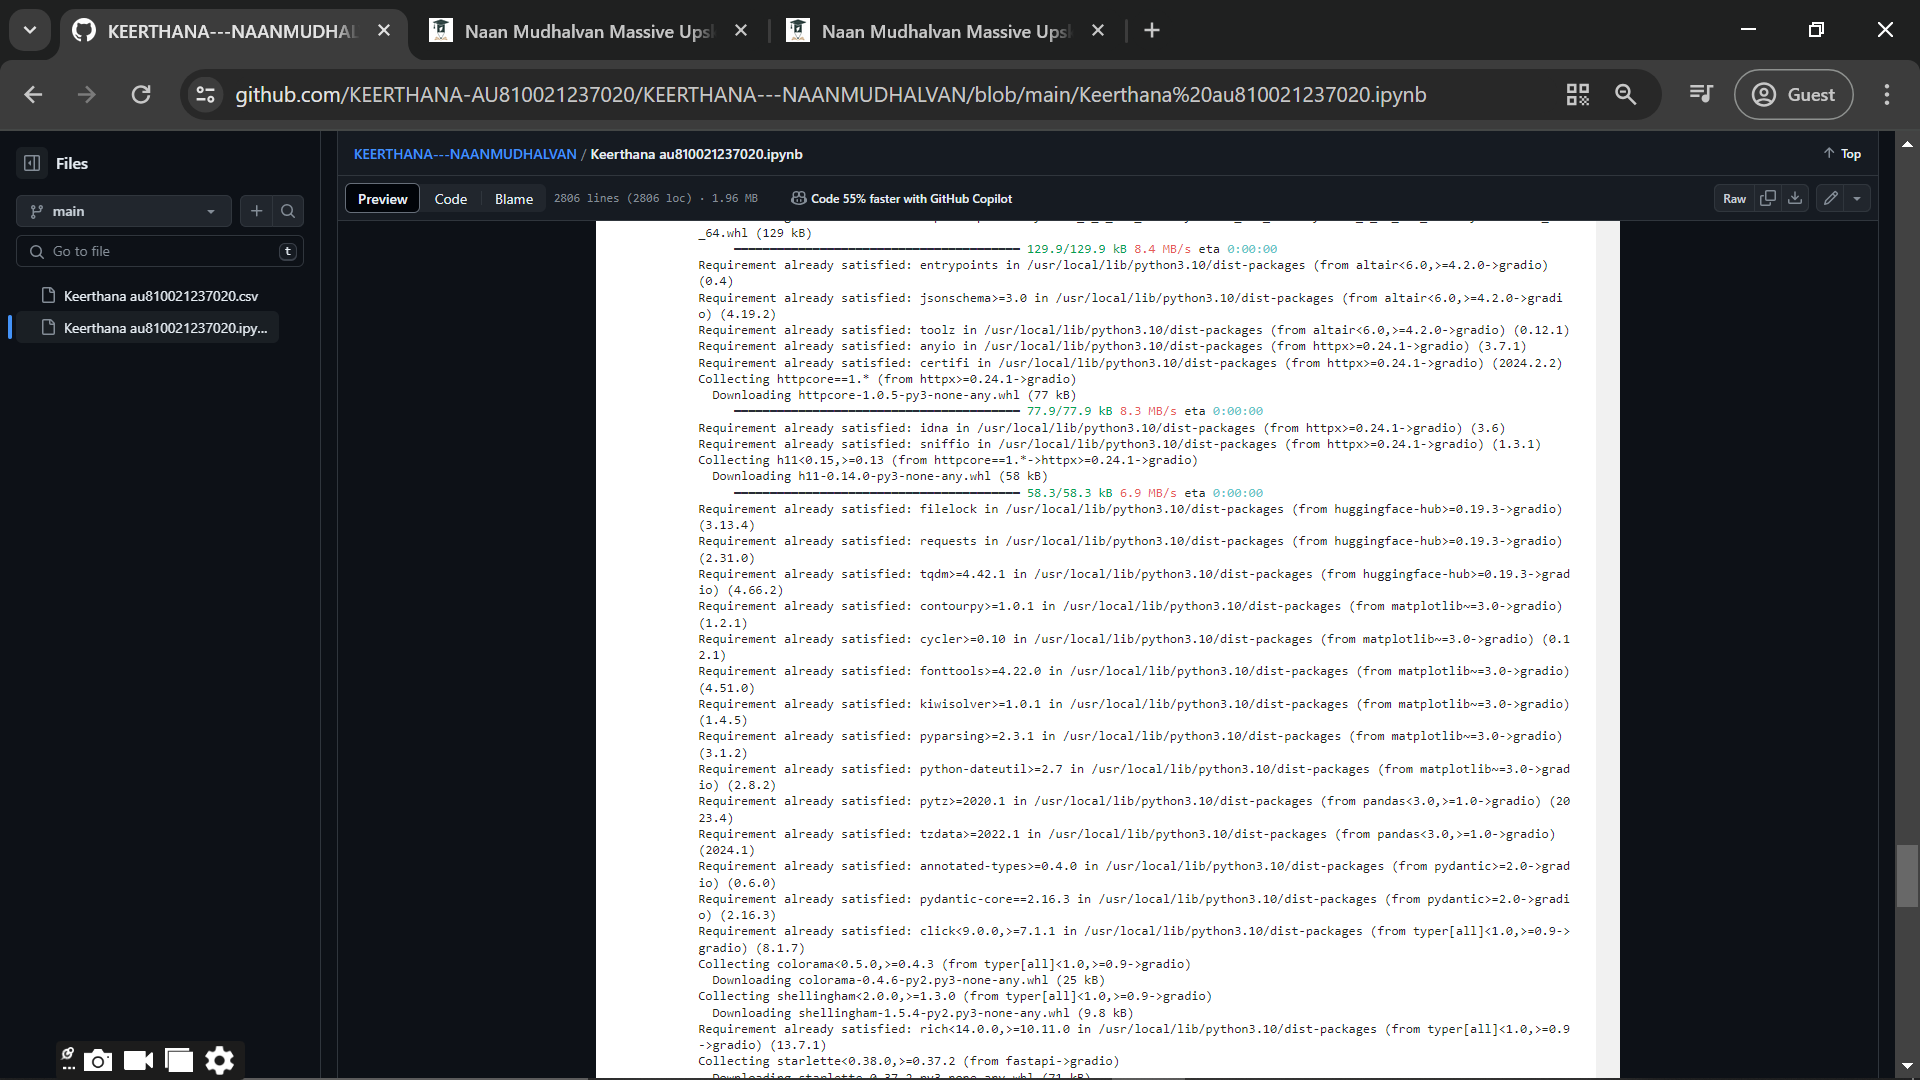 KEERTHANA---NAANMUDHAL
Naan Mudhalvan Massive Ups
Naan Mudhalvan Massive Ups
github.com/KEERTHANA-AU810021237020/KEERTHANA---NAANMUDHALVAN/blob/main/Keerthana%20au810021237020.ipynb
Guest
Files
KEERTHANA---NAANMUDHALVAN / Keerthana au810021237020.ipynb
Top
main
Preview
Code
Blame
2806 lines (2806 loc) · 1.96 MB
Code 55% faster with GitHub Copilot
Raw
Go to file
t
Keerthana au810021237020.csv
Keerthana au810021237020.ipy...
_64.whl (129 kB)
129.9/129.9 kB 8.4 MB/s eta 0:00:00
Requirement already satisfied: entrypoints in /usr/local/lib/python3.10/dist-packages (from altair<6.0,>=4.2.0->gradio)
(0.4)
Requirement already satisfied: jsonschema>=3.0 in /usr/local/lib/python3.10/dist-packages (from altair<6.0,>=4.2.0->gradi
o) (4.19.2)
Requirement already satisfied: toolz in /usr/local/lib/python3.10/dist-packages (from altair<6.0,>=4.2.0->gradio) (0.12.1)
Requirement already satisfied: anyio in /usr/local/lib/python3.10/dist-packages (from httpx>=0.24.1->gradio) (3.7.1)
Requirement already satisfied: certifi in /usr/local/lib/python3.10/dist-packages (from httpx>=0.24.1->gradio) (2024.2.2)
Collecting httpcore==1.* (from httpx>=0.24.1->gradio)
Downloading httpcore-1.0.5-py3-none-any.whl (77 kB)
77.9/77.9 kB 8.3 MB/s eta 0:00:00
Requirement already satisfied: idna in /usr/local/lib/python3.10/dist-packages (from httpx>=0.24.1->gradio) (3.6)
Requirement already satisfied: sniffio in /usr/local/lib/python3.10/dist-packages (from httpx>=0.24.1->gradio) (1.3.1)
Collecting h11<0.15,>=0.13 (from httpcore==1.*->httpx>=0.24.1->gradio)
Downloading h11-0.14.0-py3-none-any.whl (58 kB)
58.3/58.3 kB 6.9 MB/s eta 0:00:00
Requirement already satisfied: filelock in /usr/local/lib/python3.10/dist-packages (from huggingface-hub>=0.19.3->gradio)
(3.13.4)
Requirement already satisfied: requests in /usr/local/lib/python3.10/dist-packages (from huggingface-hub>=0.19.3->gradio)
(2.31.0)
Requirement already satisfied: tqdm>=4.42.1 in /usr/local/lib/python3.10/dist-packages (from huggingface-hub>=0.19.3->grad
io) (4.66.2)
Requirement already satisfied: contourpy>=1.0.1 in /usr/local/lib/python3.10/dist-packages (from matplotlib~=3.0->gradio)
(1.2.1)
Requirement already satisfied: cycler>=0.10 in /usr/local/lib/python3.10/dist-packages (from matplotlib~=3.0->gradio) (0.1
2.1)
Requirement already satisfied: fonttools>=4.22.0 in /usr/local/lib/python3.10/dist-packages (from matplotlib~=3.0->gradio)
(4.51.0)
Requirement already satisfied: kiwisolver>=1.0.1 in /usr/local/lib/python3.10/dist-packages (from matplotlib~=3.0->gradio)
(1.4.5)
Requirement already satisfied: pyparsing>=2.3.1 in /usr/local/lib/python3.10/dist-packages (from matplotlib~=3.0->gradio)
(3.1.2)
Requirement already satisfied: python-dateutil>=2.7 in /usr/local/lib/python3.10/dist-packages (from matplotlib~=3.0->grad
io) (2.8.2)
Requirement already satisfied: pytz>=2020.1 in /usr/local/lib/python3.10/dist-packages (from pandas<3.0,>=1.0->gradio) (20
23.4)
Requirement already satisfied: tzdata>=2022.1 in /usr/local/lib/python3.10/dist-packages (from pandas<3.0,>=1.0->gradio)
(2024.1)
Requirement already satisfied: annotated-types>=0.4.0 in /usr/local/lib/python3.10/dist-packages (from pydantic>=2.0->grad
io) (0.6.0)
Requirement already satisfied: pydantic-core==2.16.3 in /usr/local/lib/python3.10/dist-packages (from pydantic>=2.0->gradi
o) (2.16.3)
Requirement already satisfied: click<9.0.0,>=7.1.1 in /usr/local/lib/python3.10/dist-packages (from typer[all]<1.0,>=0.9->
gradio) (8.1.7)
Collecting colorama<0.5.0,>=0.4.3 (from typer[all]<1.0,>=0.9->gradio)
Downloading colorama-0.4.6-py2.py3-none-any.whl (25 kB)
Collecting shellingham<2.0.0,>=1.3.0 (from typer[all]<1.0,>=0.9->gradio)
Downloading shellingham-1.5.4-py2.py3-none-any.whl (9.8 kB)
Requirement already satisfied: rich<14.0.0,>=10.11.0 in /usr/local/lib/python3.10/dist-packages (from typer[all]<1.0,>=0.9
->gradio) (13.7.1)
Collecting starlette<0.38.0,>=0.37.2 (from fastapi->gradio)
Downloading starlette-0.37.2-py3-none-any.whl (71 kB)